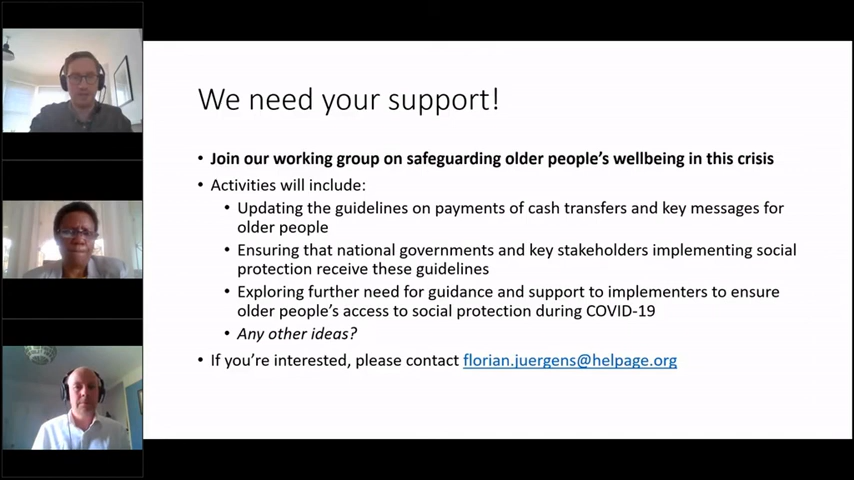 We need your support!
• Join our working group on safeguarding older people's wellbeing in this crisis
• Activities will include:
• Updating the guidelines on payments of cash transfers and key messages for
older people
• Ensuring that national governments and key stakeholders implementing social
protection receive these guidelines
• Exploring further need for guidance and support to implementers to ensure
older people's access to social protection during COVID-19
• Any other ideas?
• If you're interested, please contact florian.juergens@helpage.org